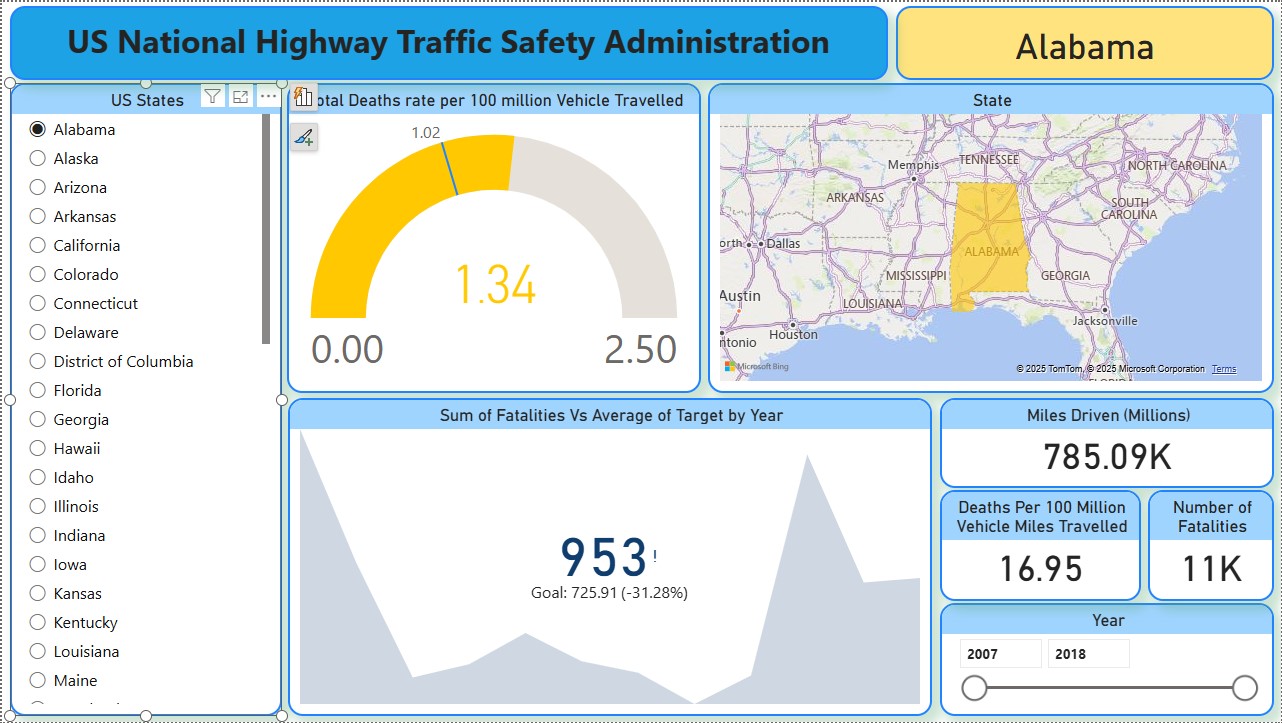 US National Highway Traffic Safety Administration
Alabama
US States
Alabama
Alaska
Arizona
Arkansas
California
Colorado
Connecticut
Delaware
District of Columbia
Florida
Georgia
Hawaii
Idaho
Illinois
Indiana
Iowa
Kansas
Kentucky
Louisiana
Maine
otal Deaths rate per 100 million Vehicle Travelled
1.02
1.34
0.00
2.50
State
Memphis
TENNESSEE
NORTH CAROLINA
ARKANSAS
SOUTH
CAROLINA
orth
Dallas
ALABAMA
MISSISSIPPI
GEORGIA
Austin
LOUISIANA
Jacksonville
Houston
ntonio
Microsoft Bing
© 2025 TomTom, © 2025 Microsoft Corporation Terms
Sum of Fatalities Vs Average of Target by Year
953!
Goal: 725.91 (-31.28%)
Miles Driven (Millions)
785.09K
Deaths Per 100 Million
Vehicle Miles Travelled
16.95
Number of
Fatalities
11K
Year
2007
2018